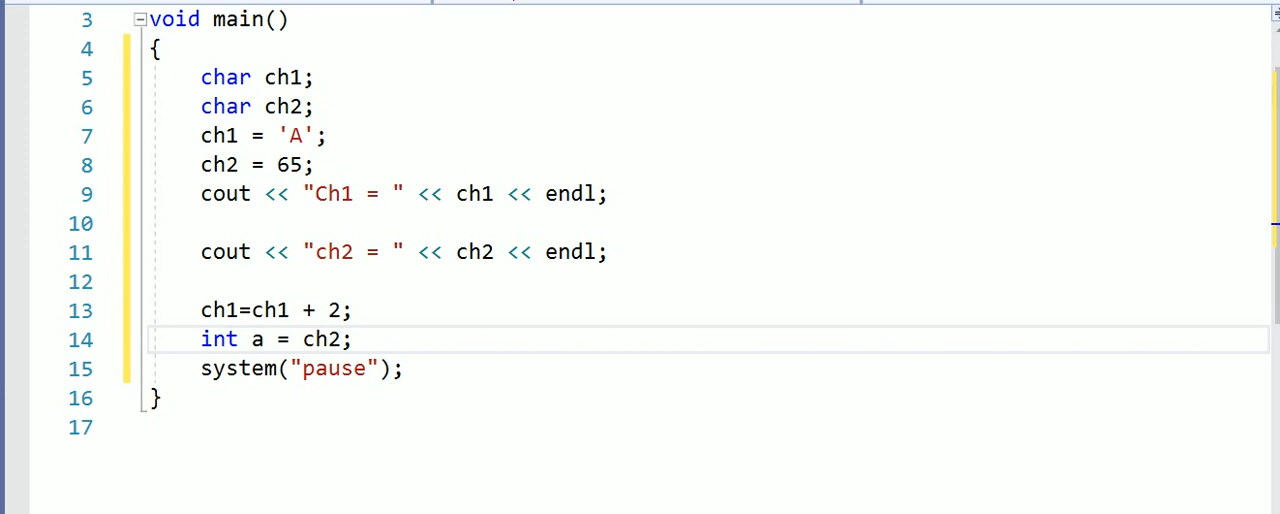 3 void main()
4 {
5 char ch1;
6 char ch2;
7 ch1 = 'A';
8 ch2 = 65;
9 cout << "Ch1 = " << ch1 << endl;
10
11 cout << "ch2 = " << ch2 << endl;
12
13 ch1=ch1 + 2;
14 int a = ch2;
15 system("pause");
16 }
17